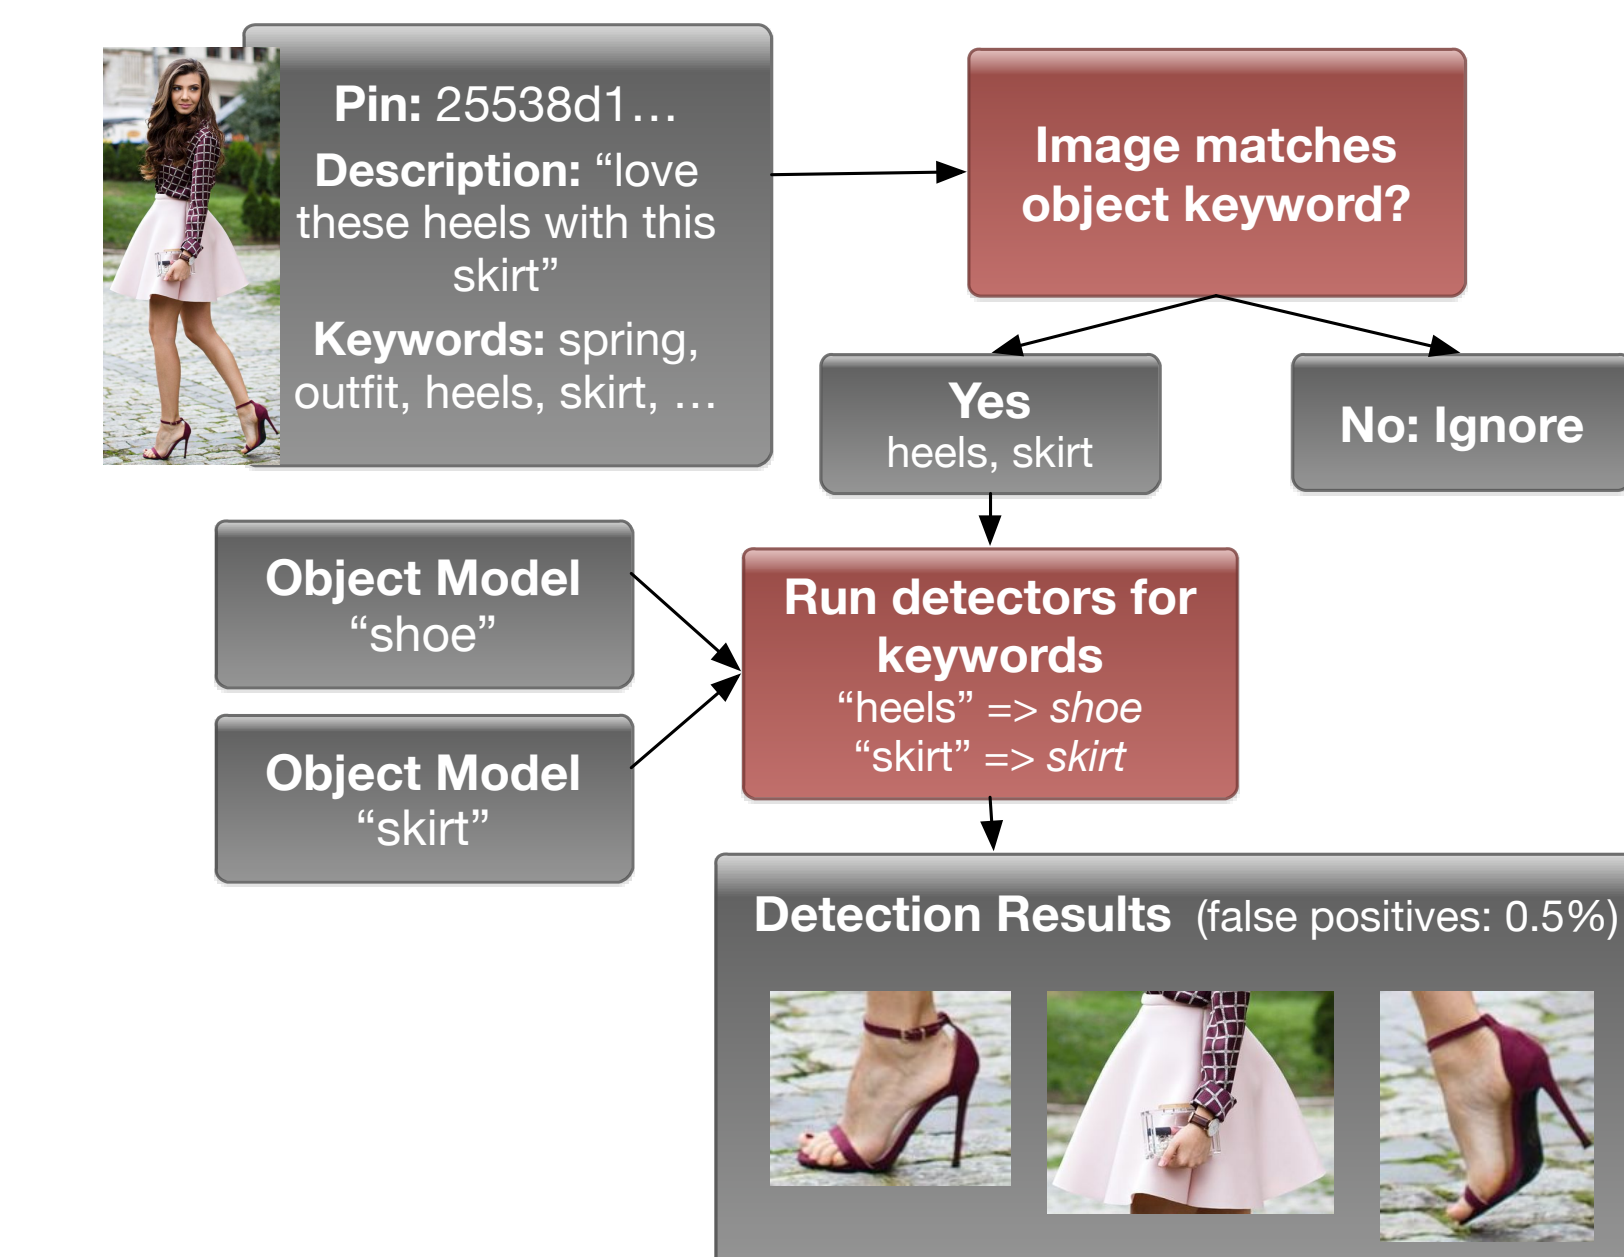 Pin: 25538d1…
Description: “love
these heels with this
skirt”
Keywords: spring,
outfit, heels, skirt, …
Image matches
object keyword?
Yes
heels, skirt
No: Ignore
Object Model
“shoe”
Object Model
“skirt”
Run detectors for
keywords
“heels” => shoe
“skirt” => skirt
Detection Results (false positives: 0.5%)